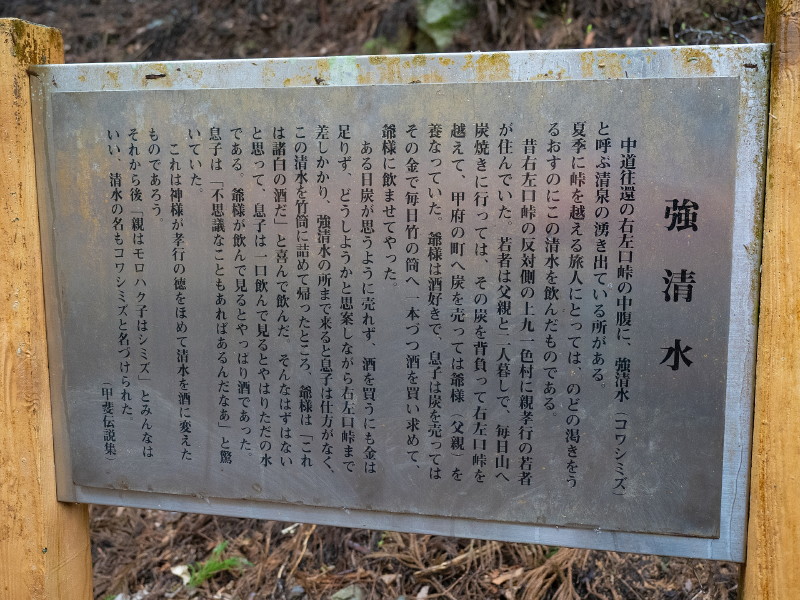 強清水
中道往還の右左口峠の中腹に、強清水（コワシミズ）
と呼ぶ清泉の湧き出ている所がある。
夏季に峠を越える旅人にとっては、のどの渇きをう
るおすのにこの清水を飲んだものである。
昔右左口峠の反対側の上九一色村に親孝行の若者
が住んでいた。若者は父親と二人暮しで、毎日山へ
炭焼きに行っては、その炭を背負って右左口峠を
越えて、甲府の町へ炭を売っては爺様（父親）を
養なっていた。爺様は酒好きで、息子は炭を売っては
その金で毎日竹の筒へ一本づつ酒を買い求めて、
爺様に飲ませてやった。
ある日炭が思うように売れず、酒を買うにも金は
足りず、どうしようかと思案しながら右左口峠まで
差しかかり、強清水の所まで来ると息子は仕方がなく、
この清水を竹筒に詰めて帰ったところ、爺様は「これ
は諸白の酒だ」と喜んで飲んだ　そんなはずはない
と思って、息子は一口飲んで見るとやはりただの水
である。爺様が飲んで見るとやっぱり酒であった。
息子は「不思議なこともあればあるんだなあ」と驚
いていた。
これは神様が孝行の徳をほめて清水を酒に変えた
ものであろう。
それから後「親はモロハク子はシミズ」とみんなは
いい、清水の名もコワシミズと名づけられた。
（甲斐伝説集）